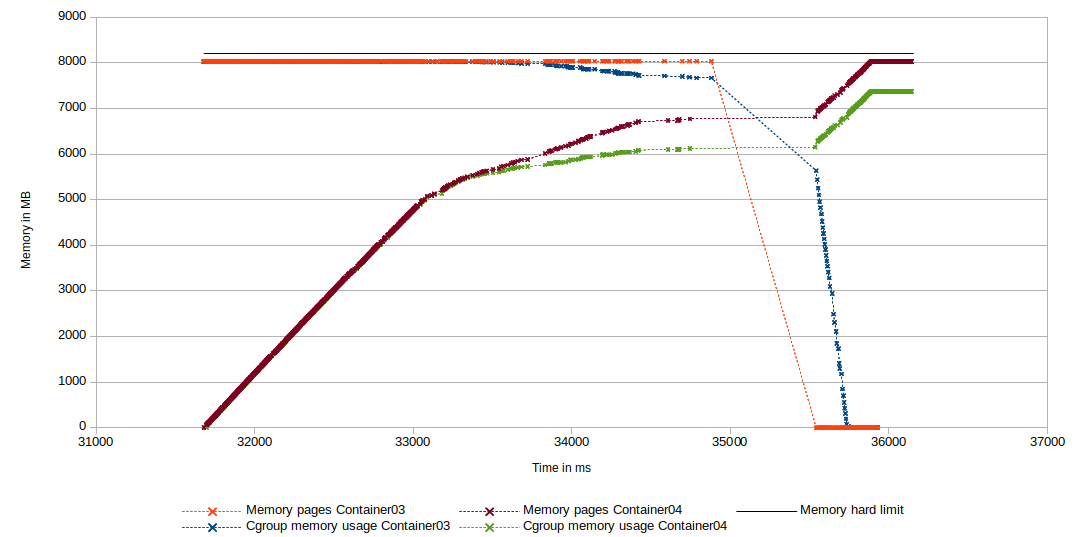 9000
8000
7000
6000
5000
4000
3000
2000
1000
0
Memory in MB
31000 32000 33000 34000 35000 36000 37000
Time in ms
Memory pages Container03 Memory pages Container04 Memory hard limit
Cgroup memory usage Container03 Cgroup memory usage Container04